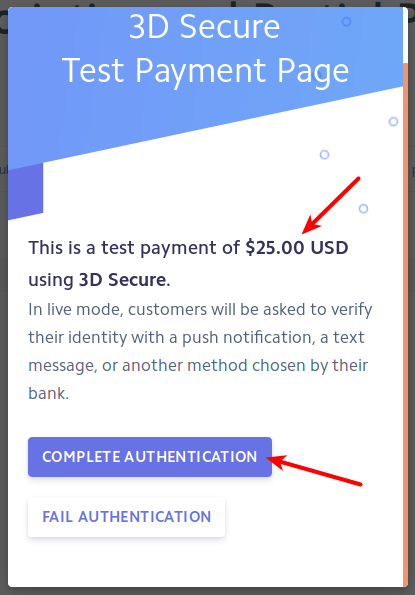 3D Secure
Test Payment Page
This is a test payment of $25.00 USD
using 3D Secure.
In live mode, customers will be asked to verify
their identity with a push notification, a text
message, or another method chosen by their
bank.
COMPLETE AUTHENTICATION
FAIL AUTHENTICATION